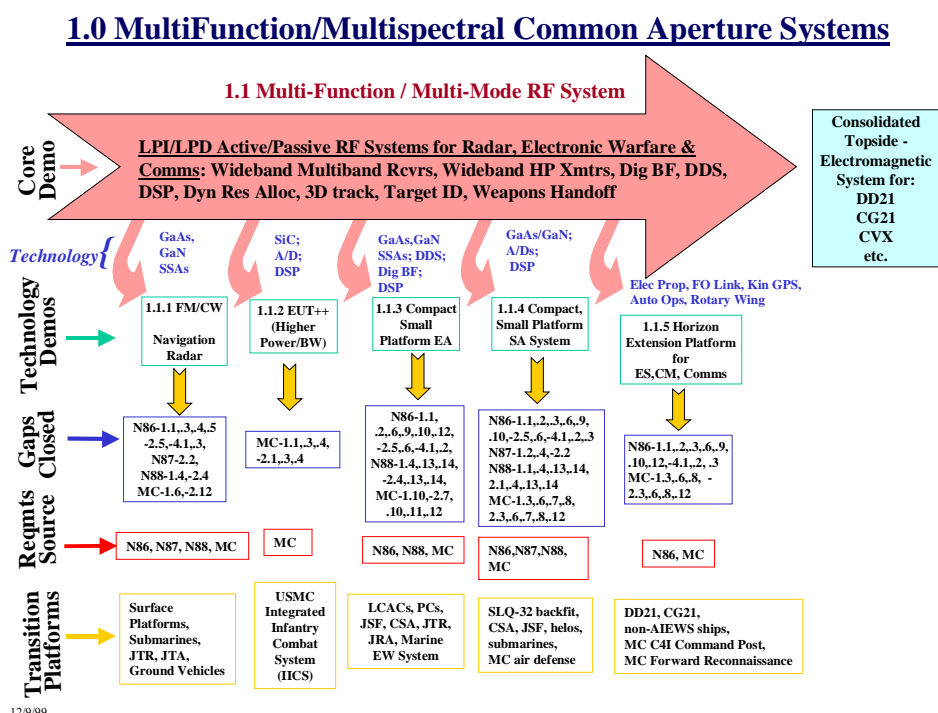 1.0 MultiFunction/Multispectral Common Aperture Systems
1.1 Multi-Function / Multi-Mode RF System
Core
Demo
LPI/LPD Active/Passive RF Systems for Radar, Electronic Warfare &
Comms: Wideband Multiband Rcvrs, Wideband HP Xmtrs, Dig BF, DDS,
DSP, Dyn Res Alloc, 3D track, Target ID, Weapons Handoff
Consolidated
Topside -
Electromagnetic
System for:
DD21
CG21
CVX
etc.
Technology{
GaAs,
GaN
SSAs
SiC;
A/D;
DSP
GaAs,GaN
SSAs; DDS;
Dig BF;
DSP
GaAs/GaN;
A/Ds;
DSP
Elec Prop, FO Link, Kin GPS,
Auto Ops, Rotary Wing
Technology
Demos
1.1.1 FM/CW
Navigation
Radar
1.1.2 EUT++
(Higher
Power/BW)
1.1.3 Compact
Small
Platform EA
1.1.4 Compact,
Small Platform
SA System
1.1.5 Horizon
Extension Platform
for
ES,CM, Comms
Gaps
Closed
N86-1.1,.3,.4,.5
-2.5,-4.1,.3,
N87-2.2,
N88-1.4,-2.4
MC-1.6,-2.12
MC-1.1,.3,.4,
-2.1,.3,.4
N86-1.1,
.2,.6,.9,.10,.12,
-2.5,.6,-4.1,.2,
N88-1.4,.13,.14,
-2.4,.13,.14,
MC-1.10,-2.7,
.10,.11,.12
N86-1.1,.2,.3,.6,.9,
.10,-2.5,.6,-4.1,.2,.3
N87-1.2,.4,-2.2
N88-1.1,.4,.13,.14,
2.1,.4,.13,.14
MC-1.3,.6,.7,.8,
2.3,.6,.7,.8,.12
N86-1.1,.2,.3,.6,.9,
.10,.12,-4.1,.2, .3
MC-1.3,.6,.8, -
2.3,.6,.8,.12
Reqmts
Source
N86, N87, N88, MC
MC
N86, N88, MC
N86,N87,N88,
MC
N86, MC
Transition
Platforms
Surface
Platforms,
Submarines,
JTR, JTA,
Ground Vehicles
USMC
Integrated
Infantry
Combat
System
(IICS)
LCACs, PCs,
JSF, CSA, JTR,
JRA, Marine
EW System
SLQ-32 backfit,
CSA, JSF, helos,
submarines,
MC air defense
DD21, CG21,
non-AIEWS ships,
MC C4I Command Post,
MC Forward Reconnaissance
12/9/99